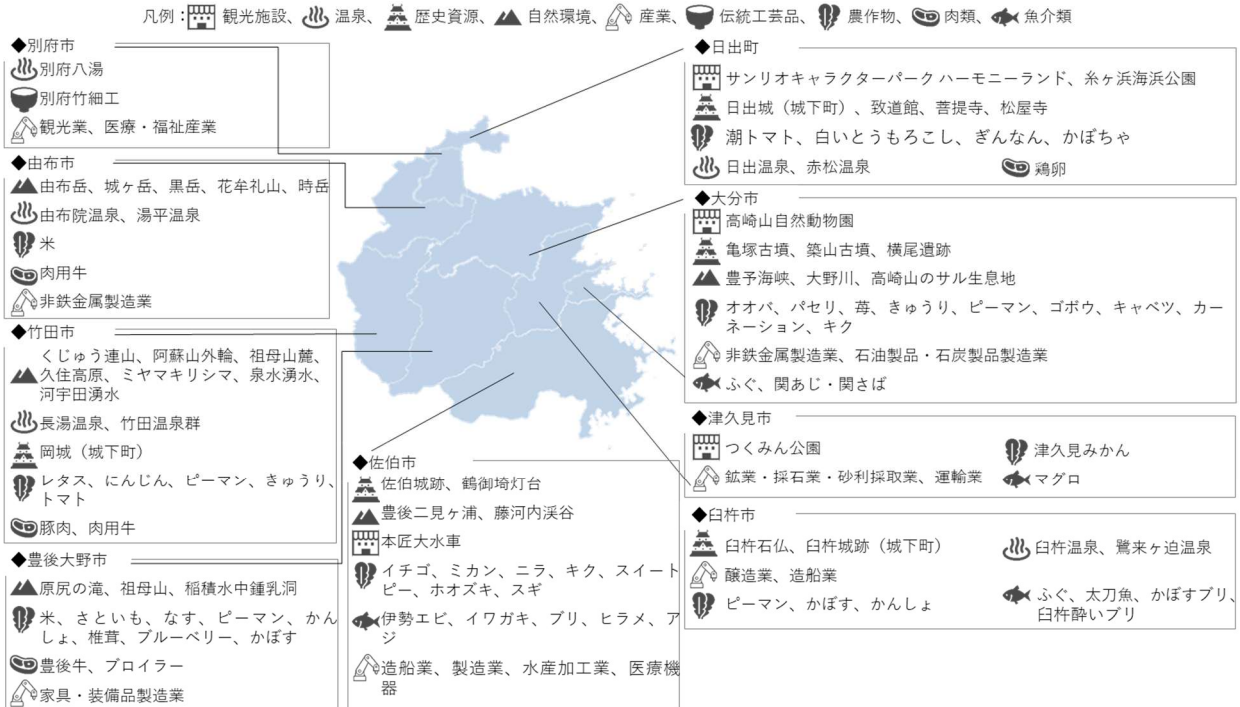 凡例：観光施設、温泉、歴史資源、自然環境、産業、伝統工芸品、農作物、肉類、魚介類
◆別府市
別府八湯
別府竹細工
観光業、医療・福祉産業
◆由布市
由布岳、城ヶ岳、黒岳、花牟礼山、時岳
由布院温泉、湯平温泉
米
肉用牛
非鉄金属製造業
◆竹田市
くじゅう連山、阿蘇山外輪、祖母山麓、
久住高原、ミヤマキリシマ、泉水湧水、
河宇田湧水
長湯温泉、竹田温泉群
岡城（城下町）
レタス、にんじん、ピーマン、きゅうり、
トマト
豚肉、肉用牛
◆豊後大野市
原尻の滝、祖母山、稲積水中鍾乳洞
米、さといも、なす、ピーマン、かん
しょ、椎茸、ブルーベリー、かぼす
豊後牛、ブロイラー
家具・装備品製造業
◆佐伯市
佐伯城跡、鶴御埼灯台
豊後二見ヶ浦、藤河内渓谷
本匠大水車
イチゴ、ミカン、ニラ、キク、スイート
ピー、ホオズキ、スギ
伊勢エビ、イワガキ、ブリ、ヒラメ、ア
ジ
造船業、製造業、水産加工業、医療機
器
◆日出町
サンリオキャラクターパーク ハーモニーランド、糸ヶ浜海浜公園
日出城（城下町）、致道館、菩提寺、松屋寺
潮トマト、白いとうもろこし、ぎんなん、かぼちゃ
日出温泉、赤松温泉
鶏卵
◆大分市
高崎山自然動物園
亀塚古墳、築山古墳、横尾遺跡
豊予海峡、大野川、高崎山のサル生息地
オオバ、パセリ、苺、きゅうり、ピーマン、ゴボウ、キャベツ、カー
ネーション、キク
非鉄金属製造業、石油製品・石炭製品製造業
ふぐ、関あじ・関さば
◆津久見市
つくみん公園
津久見みかん
鉱業・採石業・砂利採取業、運輸業
マグロ
◆臼杵市
臼杵石仏、臼杵城跡（城下町）
臼杵温泉、鷺来ヶ迫温泉
醸造業、造船業
ピーマン、かぼす、かんしょ
ふぐ、太刀魚、かぼすブリ、
臼杵酔いブリ